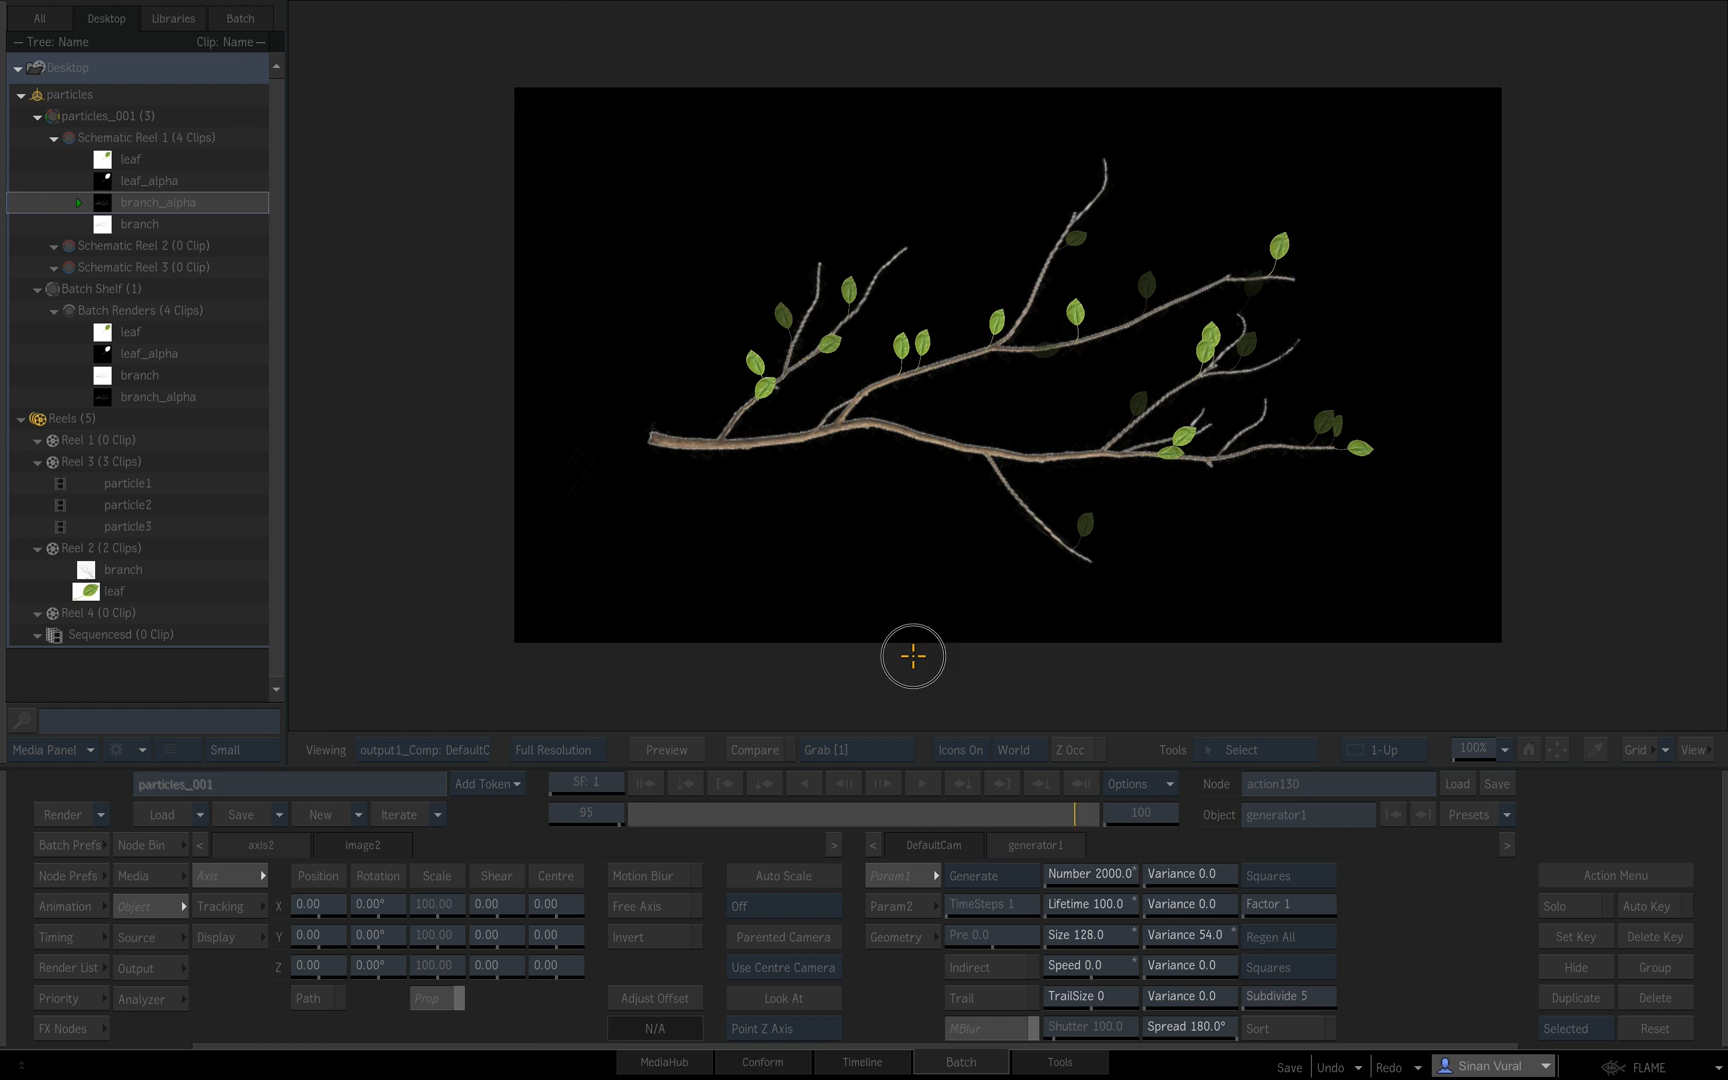 All Desktop Libraries Batch
Tree: Name Clip: Name
Desktop
particles
particles_001 (3)
Schematic Reel 1 (4 Clips)
leaf
leaf_alpha
branch_alpha
branch
Schematic Reel 2 (0 Clip)
Schematic Reel 3 (0 Clip)
Batch Shelf (1)
Batch Renders (4 Clips)
leaf
leaf_alpha
branch
branch_alpha
Reels (5)
Reel 1 (0 Clip)
Reel 3 (3 Clips)
particle1
particle2
particle3
Reel 2 (2 Clips)
branch
leaf
Reel 4 (0 Clip)
Sequencesd (0 Clip)
Media Panel Small Viewing output1_Comp: DefaultC Full Resolution Preview Compare Grab [1] Icons On World Z Occ Tools Select 1-Up 100% Grid View
particles_001 Add Token SF: 1 Options Node action130 Load Save
Render Load Save New Iterate 95 100 Object generator1 Presets
Batch Prefs Node Bin < axis2 image2 > < DefaultCam generator1 >
Node Prefs Media Axis Position Rotation Scale Shear Centre Motion Blur Auto Scale Param1 Generate Number 2000.0 Variance 0.0 Squares Action Menu
Animation Object Tracking X 0.00 0.00° 100.00 0.00 0.00 Free Axis Off Param2 TimeSteps 1 Lifetime 100.0 Variance 0.0 Factor 1 Solo Auto Key
Timing Source Display Y 0.00 0.00° 100.00 0.00 0.00 Invert Parented Camera Geometry Pre 0.0 Size 128.0 Variance 54.0 Regen All Set Key Delete Key
Render List Output Z 0.00 0.00° 100.00 0.00 0.00 Use Centre Camera Indirect Speed 0.0 Variance 0.0 Squares Hide Group
Priority Analyzer Path Prop Adjust Offset Look At Trail TrailSize 0 Variance 0.0 Subdivide 5 Duplicate Delete
FX Nodes N/A Point Z Axis MBlur Shutter 100.0 Spread 180.0° Sort Selected Reset
MediaHub Conform Timeline Batch Tools Save Undo Redo Sinan Vural FLAME